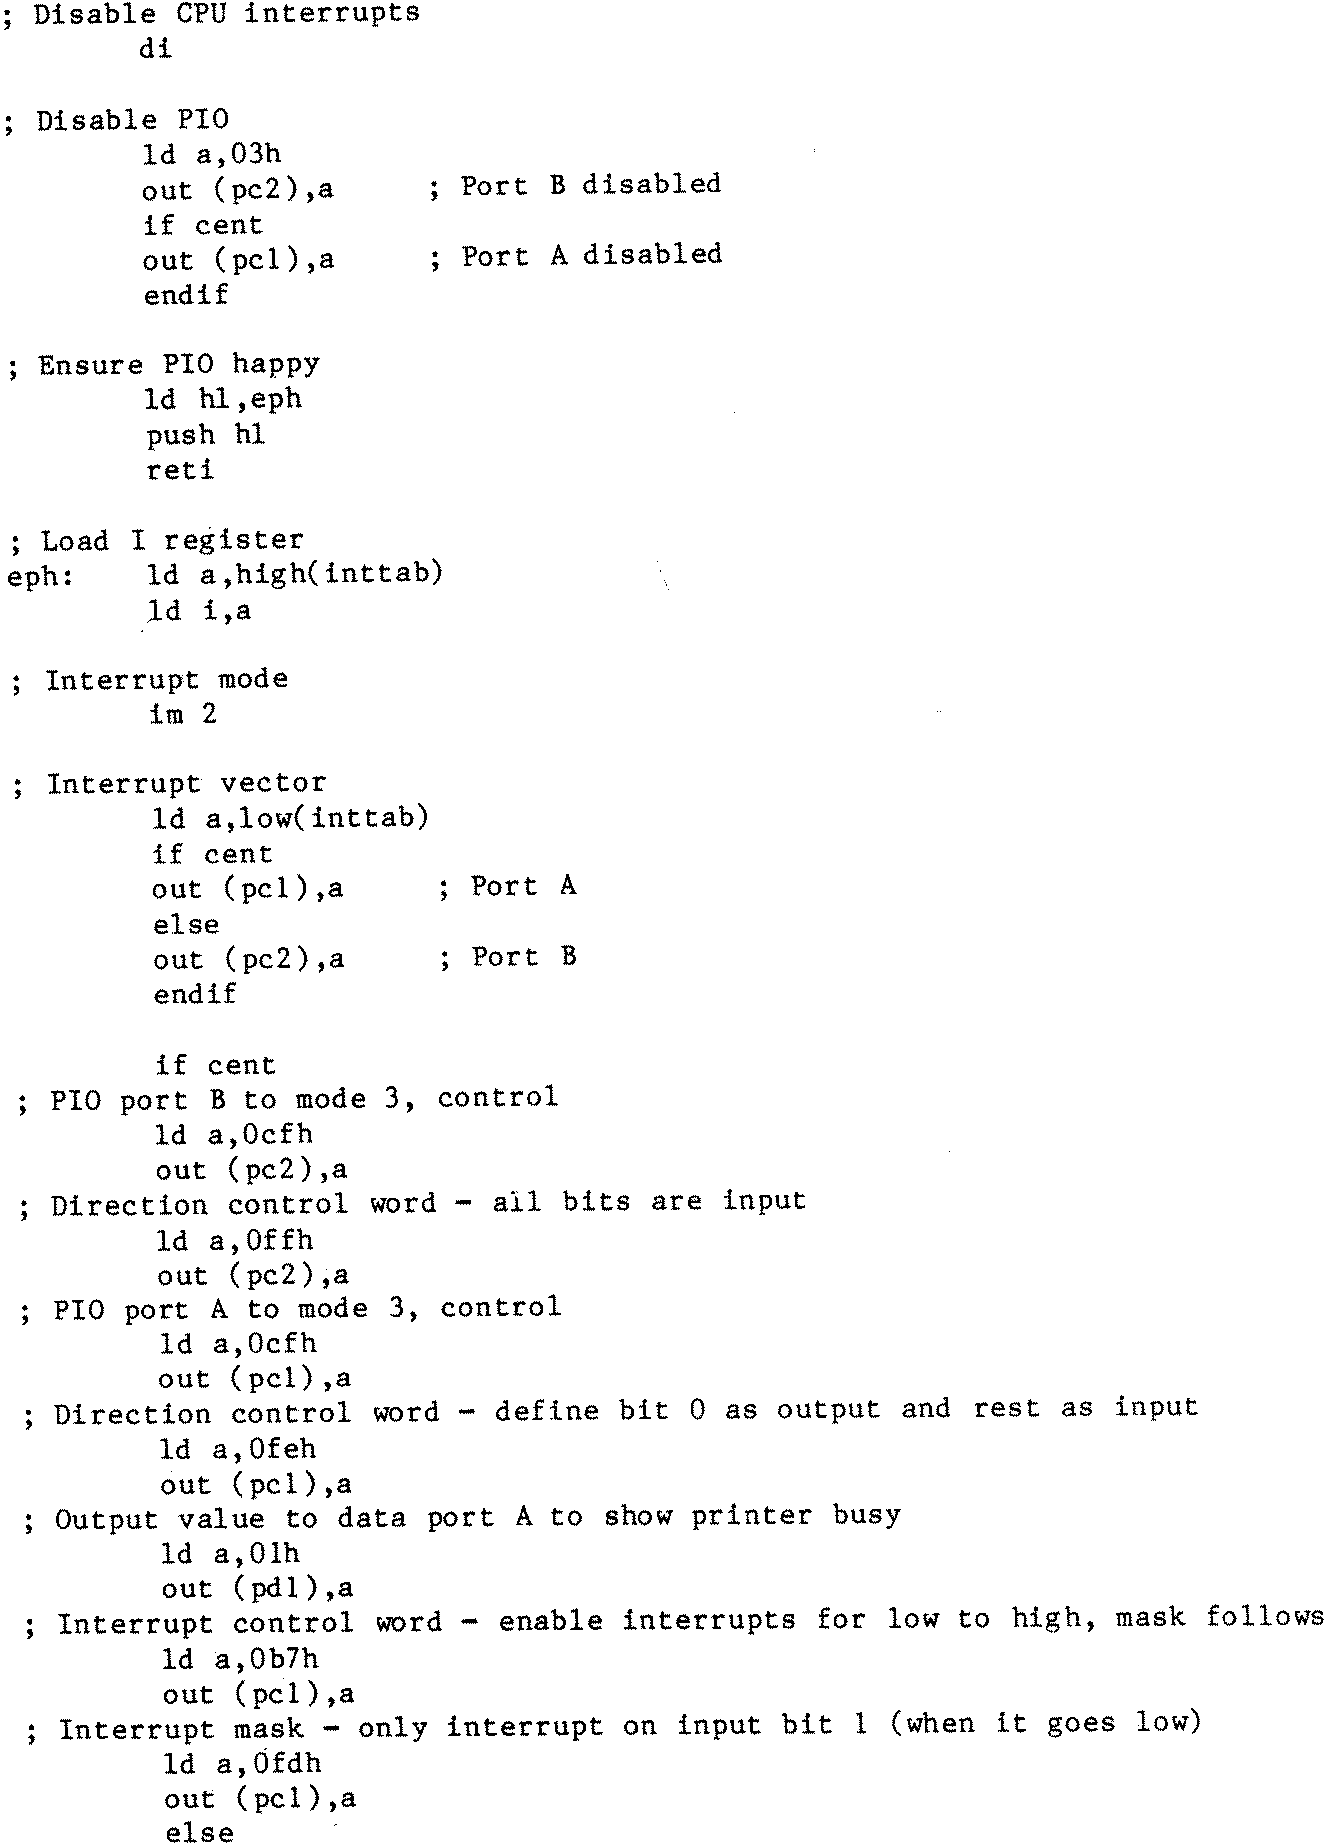 ; Disable CPU interrupts
di
; Disable PIO
ld a,03h
out (pc2),a ; Port B disabled
if cent
out (pc1),a ; Port A disabled
endif
; Ensure PIO happy
ld hl,eph
push hl
reti
; Load I register
eph: ld a,high(inttab)
ld i,a
; Interrupt mode
im 2
; Interrupt vector
ld a,low(inttab)
if cent
out (pc1),a ; Port A
else
out (pc2),a ; Port B
endif
if cent
; PIO port B to mode 3, control
ld a,0cfh
out (pc2),a
; Direction control word - all bits are input
ld a,0ffh
out (pc2),a
; PIO port A to mode 3, control
ld a,0cfh
out (pc1),a
; Direction control word - define bit 0 as output and rest as input
ld a,0feh
out (pc1),a
; Output value to data port A to show printer busy
ld a,01h
out (pd1),a
; Interrupt control word - enable interrupts for low to high, mask follows
ld a,0b7h
out (pc1),a
; Interrupt mask - only interrupt on input bit 1 (when it goes low)
ld a,0fdh
out (pc1),a
else